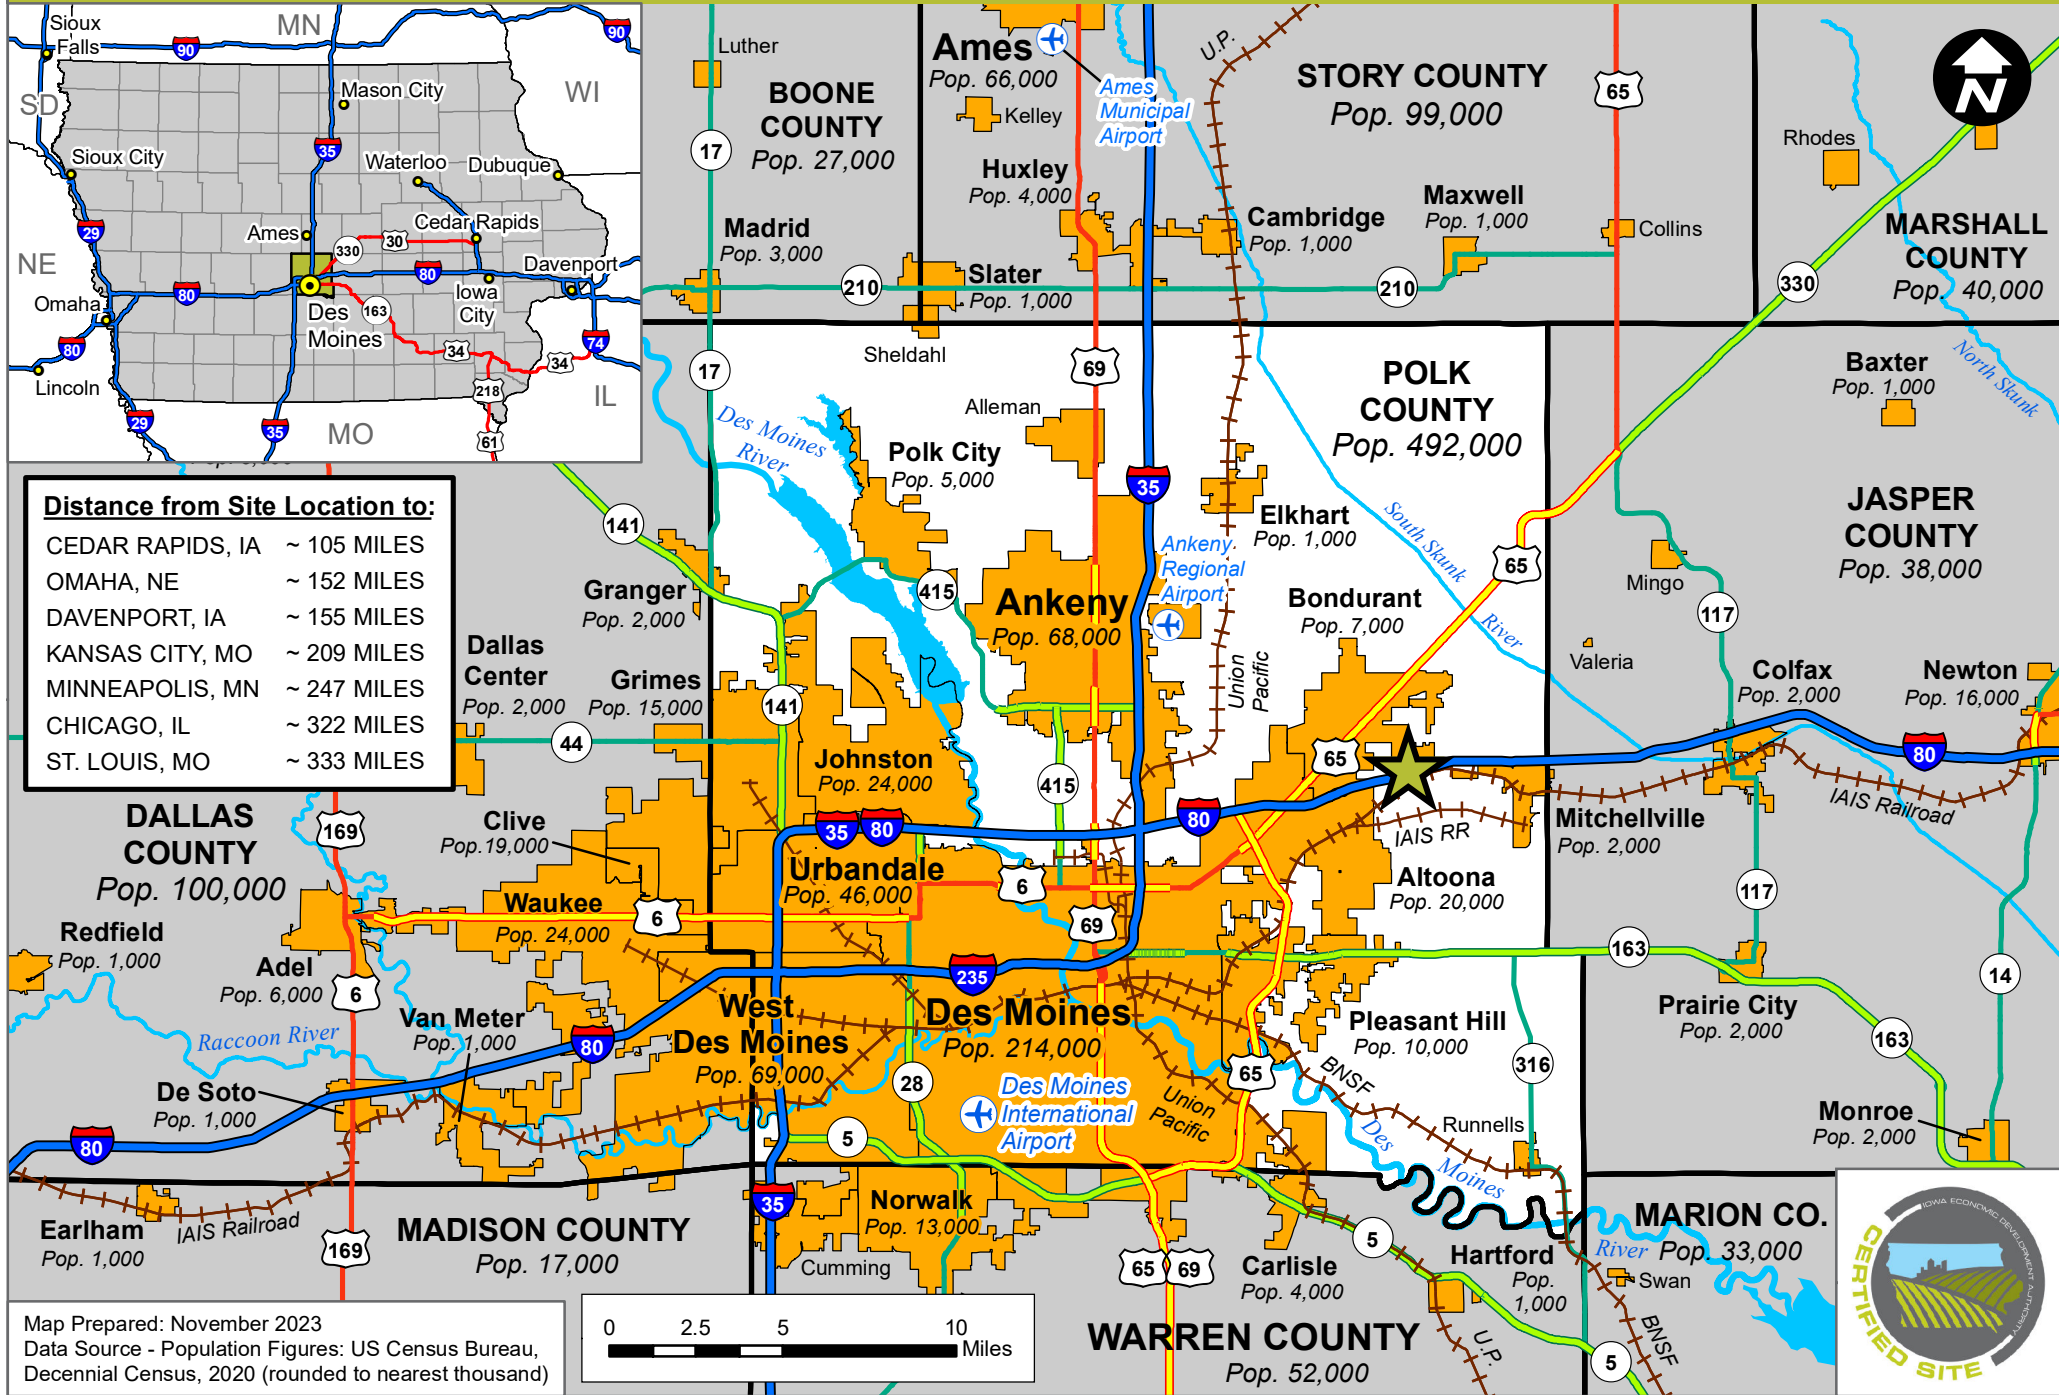 MN
Sioux
Falls
90
90
SD
WI
Mason City
35
Sioux City
Waterloo
Dubuque
29
Ames
330
30
Cedar Rapids
NE
80
80
Davenport
Omaha
Iowa
City
Des
Moines
163
80
34
34
74
Lincoln
218
IL
29
35
MO
61
Distance from Site Location to:
CEDAR RAPIDS, IA ~ 105 MILES
OMAHA, NE ~ 152 MILES
DAVENPORT, IA ~ 155 MILES
KANSAS CITY, MO ~ 209 MILES
MINNEAPOLIS, MN ~ 247 MILES
CHICAGO, IL ~ 322 MILES
ST. LOUIS, MO ~ 333 MILES
Luther
BOONE
COUNTY
Pop. 27,000
17
Ames
Pop. 66,000
Kelley
Ames
Municipal
Airport
U.P.
STORY COUNTY
Pop. 99,000
65
N
Rhodes
Huxley
Pop. 4,000
Madrid
Pop. 3,000
Cambridge
Pop. 1,000
Maxwell
Pop. 1,000
Collins
MARSHALL
COUNTY
Pop. 40,000
210
Slater
Pop. 1,000
210
330
Sheldahl
17
69
POLK
COUNTY
Pop. 492,000
Baxter
Pop. 1,000
North Skunk
Alleman
Des Moines
River
Polk City
Pop. 5,000
35
141
Elkhart
Pop. 1,000
South Skunk
River
65
JASPER
COUNTY
Pop. 38,000
Mingo
Granger
Pop. 2,000
415
Ankeny
Pop. 68,000
Ankeny
Regional
Airport
Bondurant
Pop. 7,000
117
Valeria
Dallas
Center
Pop. 2,000
Grimes
Pop. 15,000
Union
Pacific
Colfax
Pop. 2,000
Newton
Pop. 16,000
141
44
Johnston
Pop. 24,000
415
65
80
IAIS Railroad
DALLAS
COUNTY
Pop. 100,000
169
Clive
Pop.19,000
35
80
80
IAIS RR
Mitchellville
Pop. 2,000
Urbandale
Pop. 46,000
6
Altoona
Pop. 20,000
117
Redfield
Pop. 1,000
Waukee
Pop. 24,000
6
69
163
Adel
Pop. 6,000
6
235
14
Raccoon River
Van Meter
Pop. 1,000
80
West
Des Moines
Pop. 69,000
Des Moines
Pop. 214,000
Pleasant Hill
Pop. 10,000
Prairie City
Pop. 2,000
163
De Soto
Pop. 1,000
28
65
BNSF
316
Des Moines
International
Airport
Union
Pacific
Runnells
Monroe
Pop. 2,000
80
5
Des
Moines
River
Earlham
Pop. 1,000
IAIS Railroad
169
MADISON COUNTY
Pop. 17,000
35
Norwalk
Pop. 13,000
Cumming
65
69
Carlisle
Pop. 4,000
5
Hartford
Pop.
1,000
MARION CO.
Pop. 33,000
Swan
BNSF
U.P.
5
WARREN COUNTY
Pop. 52,000
0 2.5 5 10
Miles
Map Prepared: November 2023
Data Source - Population Figures: US Census Bureau,
Decennial Census, 2020 (rounded to nearest thousand)
IOWA ECONOMIC DEVELOPMENT AUTHORITY
CERTIFIED SITE